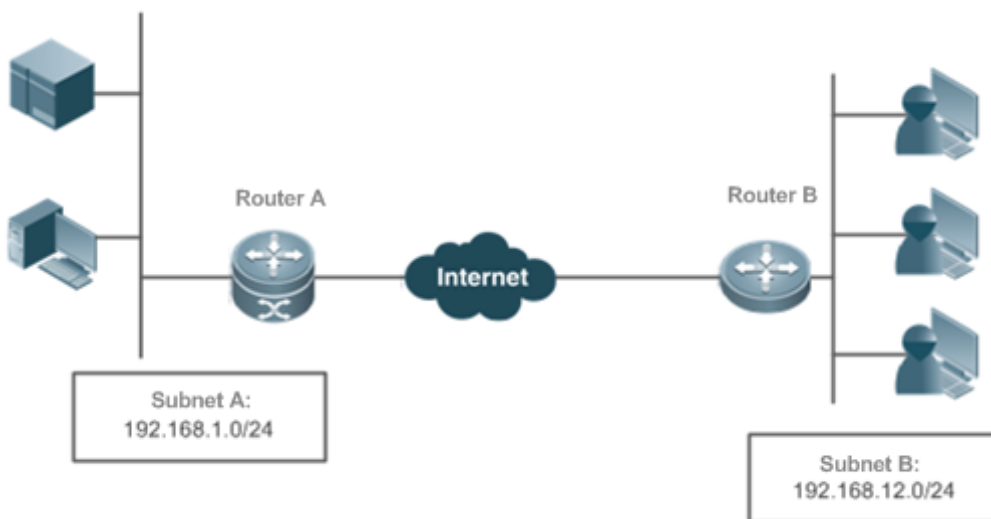 Router A
Router B
Internet
Subnet A:
192.168.1.0/24
Subnet B:
192.168.12.0/24